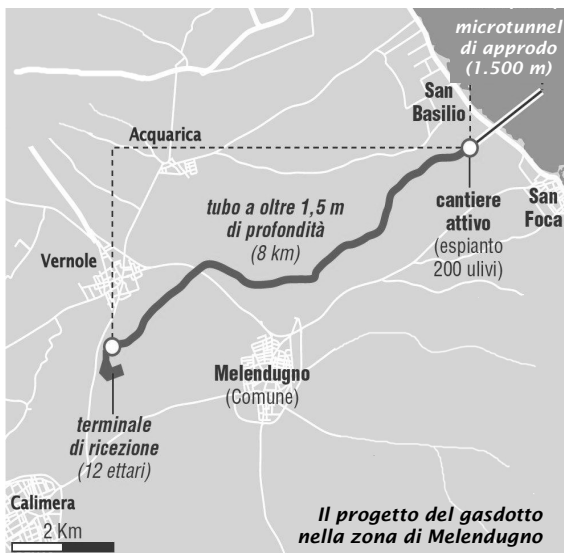 microtunnel
di approdo
(1.500 m)
San
Basilio
Acquarica
cantiere
attivo
(espianto
200 ulivi)
San
Foca
tubo a oltre 1,5 m
di profondità
(8 km)
Vernole
Melendugno
(Comune)
terminale
di ricezione
(12 ettari)
Calimera
2 Km
Il progetto del gasdotto
nella zona di Melendugno